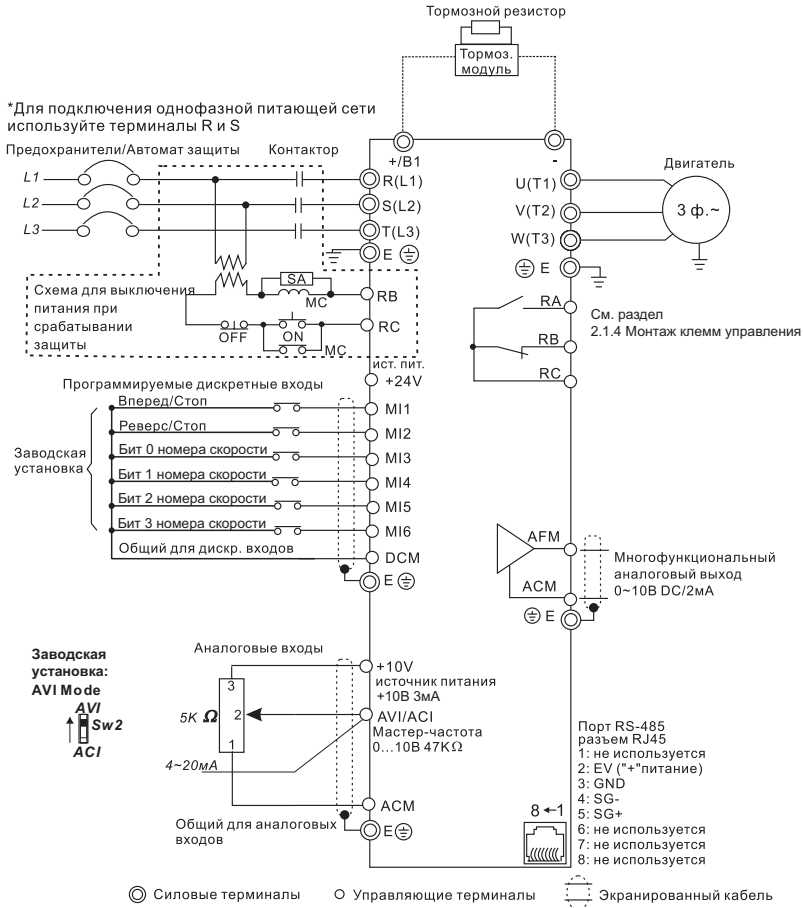 Тормозной резистор
Тормоз.
модуль
*Для подключения однофазной питающей сети
используйте терминалы R и S
Предохранители/Автомат защиты
Контактор
+/B1
-
Двигатель
L1
R(L1)
U(T1)
L2
S(L2)
V(T2)
3 ф.~
L3
T(L3)
W(T3)
E
E
Схема для выключения
питания при
срабатывании
защиты
SA
MC
RB
OFF
ON
MC
RC
RA
RB
RC
См. раздел
2.1.4 Монтаж клемм управления
ист. пит.
+24V
Программируемые дискретные входы
Заводская
установка
Вперед/Стоп
MI1
Реверс/Стоп
MI2
Бит 0 номера скорости
MI3
Бит 1 номера скорости
MI4
Бит 2 номера скорости
MI5
Бит 3 номера скорости
MI6
Общий для дискр. входов
DCM
E
AFM
ACM
E
Многофункциональный
аналоговый выход
0~10В DC/2мА
Заводская
установка:
AVI Mode
AVI
Sw2
ACI
Аналоговые входы
+10V
источник питания
+10В 3мА
3
5K Ω
2
1
AVI/ACI
Мастер-частота
0...10В 47KΩ
4~20мА
ACM
Общий для аналоговых
входов
E
8←1
Порт RS-485
разъем RJ45
1: не используется
2: EV ("+"питание)
3: GND
4: SG-
5: SG+
6: не используется
7: не используется
8: не используется
Силовые терминалы
Управляющие терминалы
Экранированный кабель